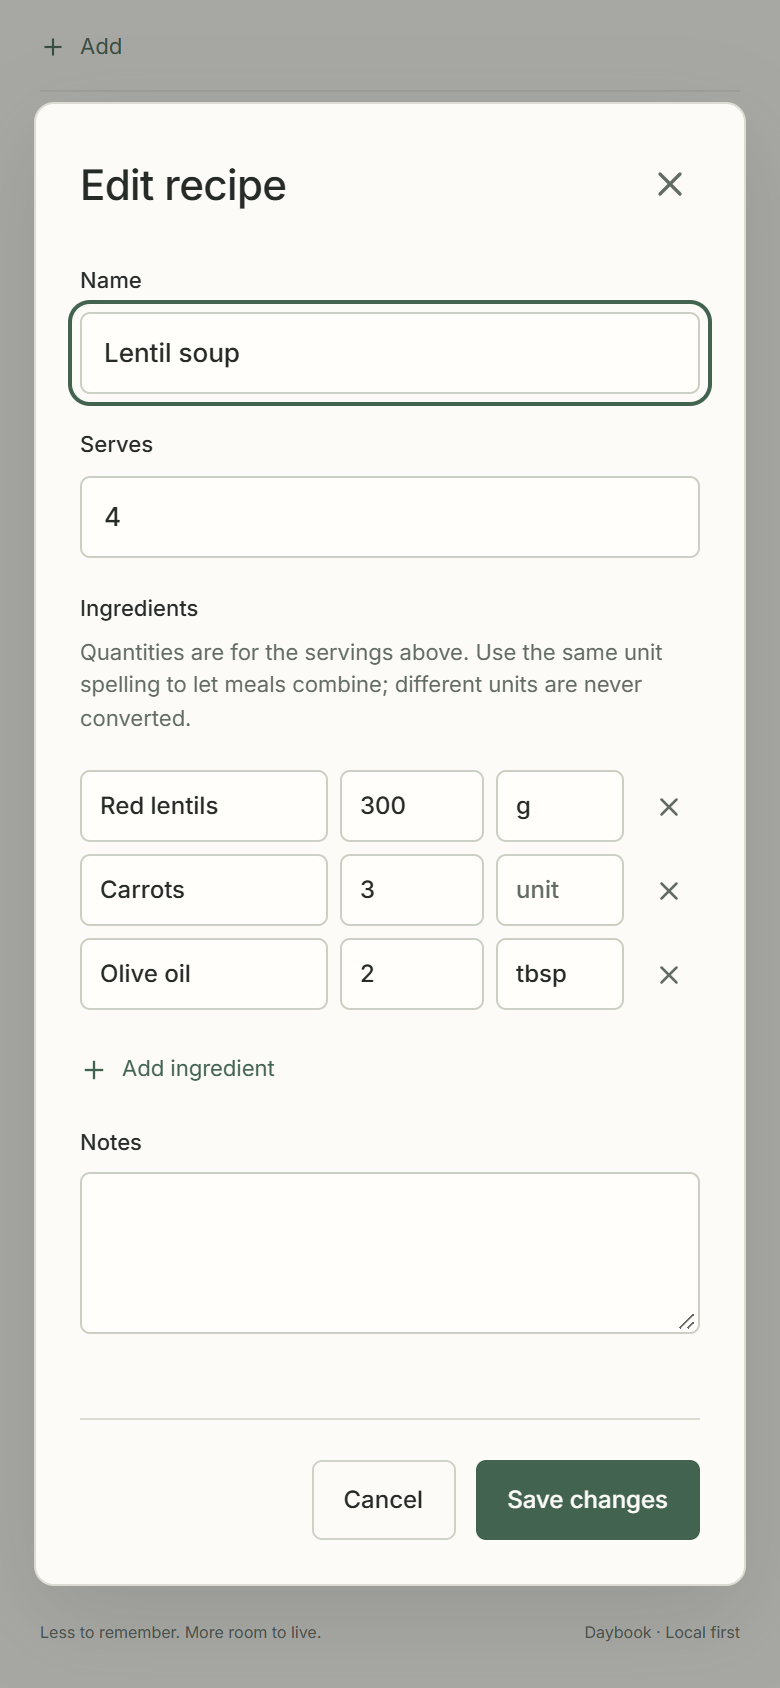 Add
Edit recipe
Name
Lentil soup
Serves
4
Ingredients
Quantities are for the servings above. Use the same unit
spelling to let meals combine; different units are never
converted.
Red lentils 300 g
Carrots 3 unit
Olive oil 2 tbsp
Add ingredient
Notes
Cancel Save changes
Less to remember. More room to live. Daybook · Local first